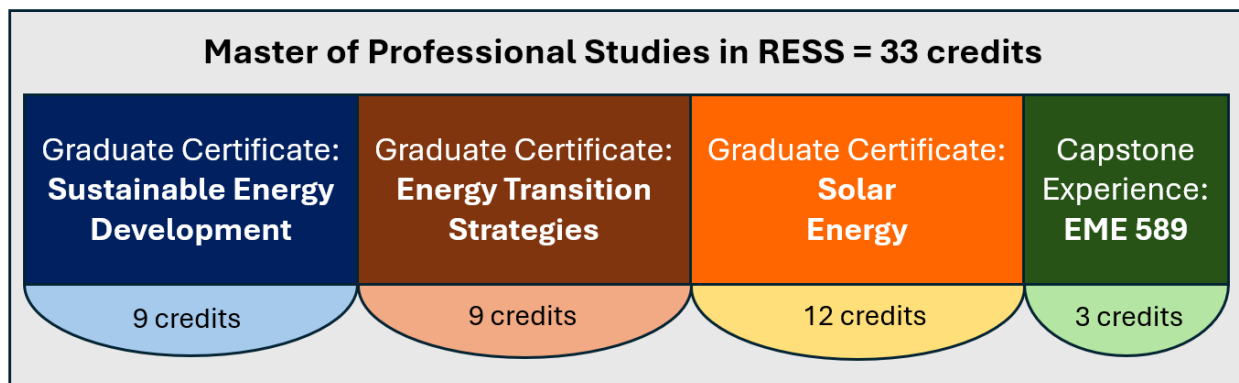 Master of Professional Studies in RESS = 33 credits
Graduate Certificate:
Sustainable Energy
Development
9 credits
Graduate Certificate:
Energy Transition
Strategies
9 credits
Graduate Certificate:
Solar
Energy
12 credits
Capstone
Experience:
EME 589
3 credits